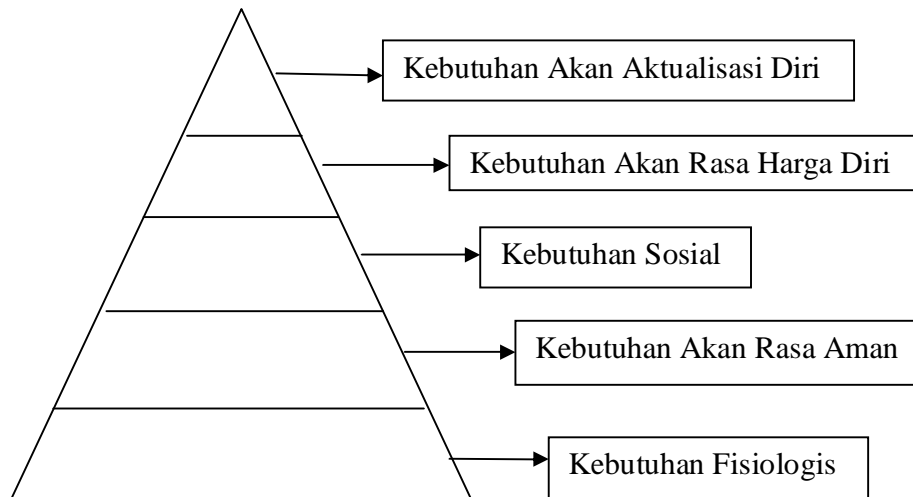 Kebutuhan Akan Aktualisasi Diri
Kebutuhan Akan Rasa Harga Diri
Kebutuhan Sosial
Kebutuhan Akan Rasa Aman
Kebutuhan Fisiologis